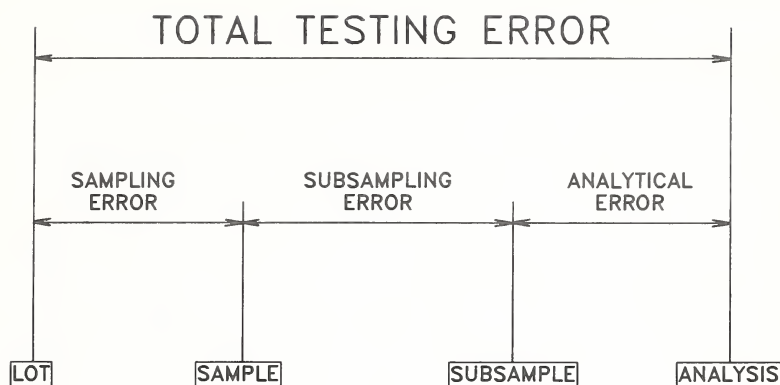 TOTAL TESTING ERROR
SAMPLING
ERROR
SUBSAMPLING
ERROR
ANALYTICAL
ERROR
LOT
SAMPLE
SUBSAMPLE
ANALYSIS